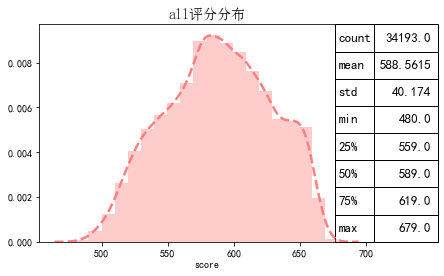 all评分分布
0.008
0.006
0.004
0.002
0.000
500 550 600 650 700
score
count 34193.0
mean 588.5615
std 40.174
min 480.0
25% 559.0
50% 589.0
75% 619.0
max 679.0